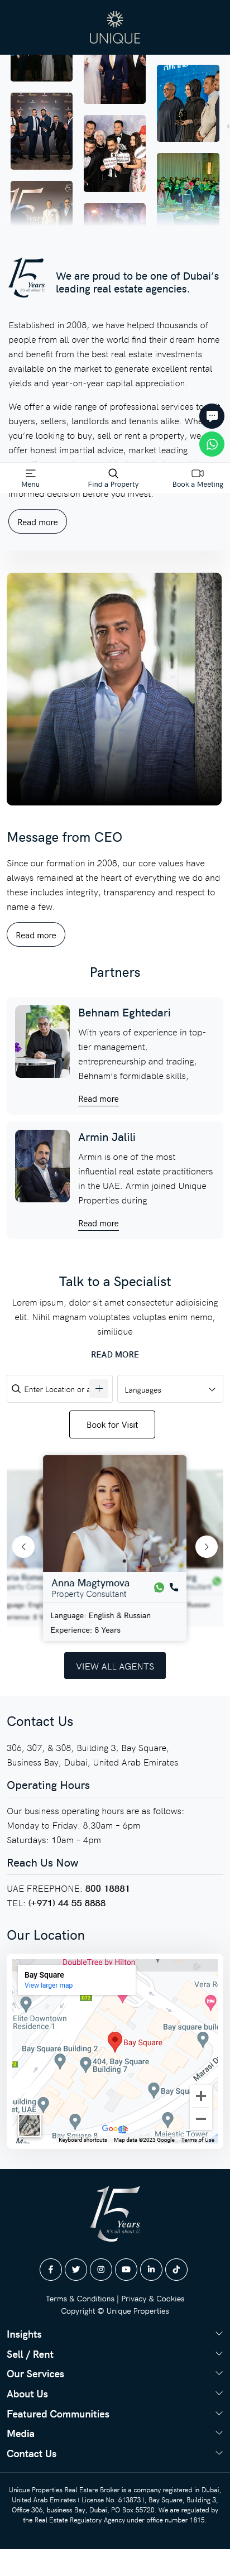 UNIQUE
15 Years
It's all about U
15 Years
It's all about U
We are proud to be one of Dubai's
leading real estate agencies.
Established in 2008, we have helped thousands of
people from all over the world find their dream home
and benefit from the best real estate investments
available on the market to generate excellent rental
yields and year-on-year capital appreciation.
We offer a wide range of professional services to all
buyers, sellers, landlords and tenants alike. Whe
you're looking to buy, sell or rent a property, we
offer honest impartial advice, market leading
Menu
Find a Property
Book a Meeting
informed decision before you invest.
Read more
Message from CEO
Since our formation in 2008, our core values have
always remained at the heart of everything we do and
these includes integrity, transparency and respect to
name a few.
Read more
Partners
Behnam Eghtedari
With years of experience in top-
tier management,
entrepreneurship and trading,
Behnam's formidable skills,
Read more
Armin Jalili
Armin is one of the most
influential real estate practitioners
in the UAE. Armin joined Unique
Properties during
Read more
Talk to a Specialist
Lorem ipsum, dolor sit amet consectetur adipisicing
elit. Nihil magnam voluptates voluptas enim nemo,
similique
READ MORE
Enter Location or a
Languages
Book for Visit
Anna Magtymova
Property Consultant
Language: English & Russian
Experience: 8 Years
VIEW ALL AGENTS
Contact Us
306, 307, & 308, Building 3, Bay Square,
Business Bay, Dubai, United Arab Emirates
Operating Hours
Our business operating hours are as follows:
Monday to Friday: 8.30am – 6pm
Saturdays: 10am – 4pm
Reach Us Now
UAE FREEPHONE: 800 18881
TEL: (+971) 44 55 8888
Our Location
DoubleTree by Hilton
Bay Square
View larger map
Vera Re
Elite Downtown
Residence 1
Bay Square
Bay square buil
Bay Square Building 2
404, Bay Square
Building 7
Marasi D
Bay Squa
building
et, UAE
Google
Bay Square
Majestic Tower
Keyboard shortcuts
Map data ©2023 Google
Terms of Use
15 Years
It's all about U
Terms & Conditions | Privacy & Cookies
Copyright © Unique Properties
Insights
Sell / Rent
Our Services
About Us
Featured Communities
Media
Contact Us
Unique Properties Real Estare Broker is a company registered in Dubai,
United Arab Emirates ( License No. 613873 ), Bay Square, Building 3,
Office 306, business Bay, Dubai, PO Box.55720. We are regulated by
the Real Estate Regulatory Agency under office number 1815.